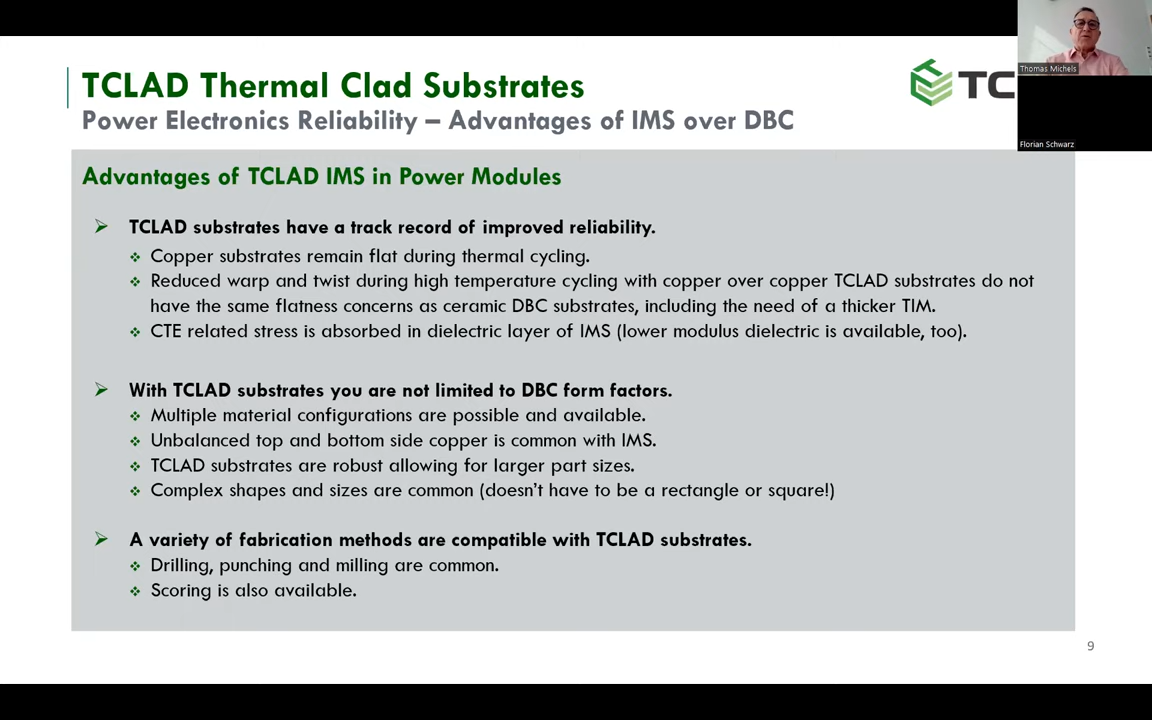 TCLAD Thermal Clad Substrates
Power Electronics Reliability – Advantages of IMS over DBC
TC
Thomas Michels
Florian Schwarz
Advantages of TCLAD IMS in Power Modules
TCLAD substrates have a track record of improved reliability.
Copper substrates remain flat during thermal cycling.
Reduced warp and twist during high temperature cycling with copper over copper TCLAD substrates do not
have the same flatness concerns as ceramic DBC substrates, including the need of a thicker TIM.
CTE related stress is absorbed in dielectric layer of IMS (lower modulus dielectric is available, too).
With TCLAD substrates you are not limited to DBC form factors.
Multiple material configurations are possible and available.
Unbalanced top and bottom side copper is common with IMS.
TCLAD substrates are robust allowing for larger part sizes.
Complex shapes and sizes are common (doesn't have to be a rectangle or square!)
A variety of fabrication methods are compatible with TCLAD substrates.
Drilling, punching and milling are common.
Scoring is also available.
9